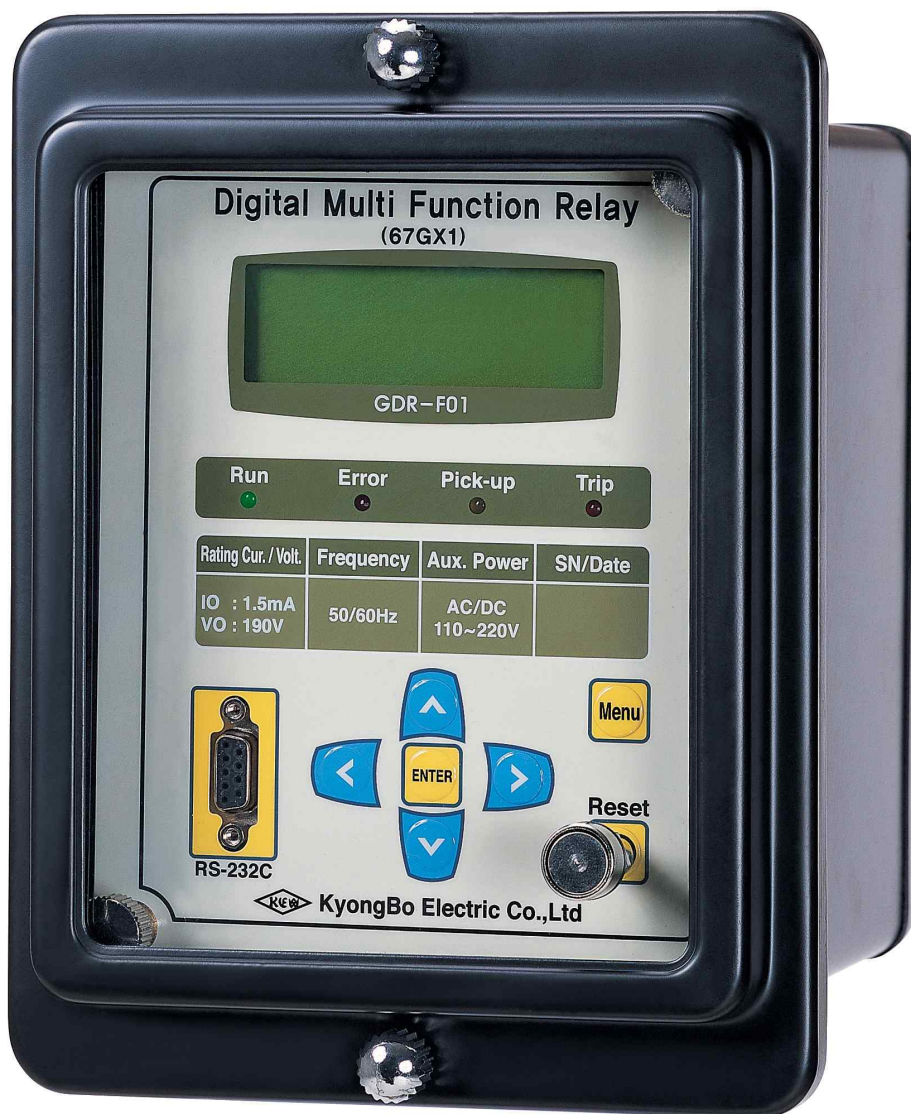 Digital Multi Function Relay
(67GX1)
GDR-F01
Run Error Pick-up Trip
Rating Cur. / Volt. Frequency Aux. Power SN/Date
IO : 1.5mA
VO : 190V
50/60Hz
AC/DC
110~220V
Menu
ENTER
Reset
RS-232C
KEW KyongBo Electric Co.,Ltd